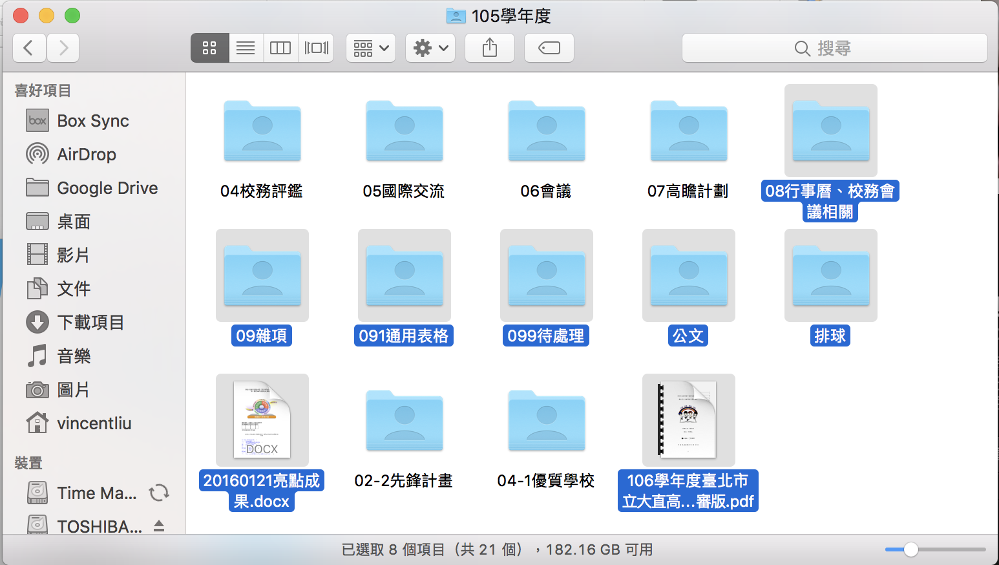 105學年度
搜尋
喜好項目
box
Box Sync
AirDrop
Google Drive
桌面
影片
文件
下載項目
音樂
圖片
vincentliu
裝置
Time Ma...
TOSHIBA...
04校務評鑑
05國際交流
06會議
07高瞻計劃
08行事曆、校務會
議相關
09雜項
091通用表格
099待處理
公文
排球
DOCX
20160121亮點成
果.docx
02-2先鋒計畫
04-1優質學校
106學年度臺北市
立大直高...審版.pdf
已選取 8 個項目（共 21 個），182.16 GB 可用